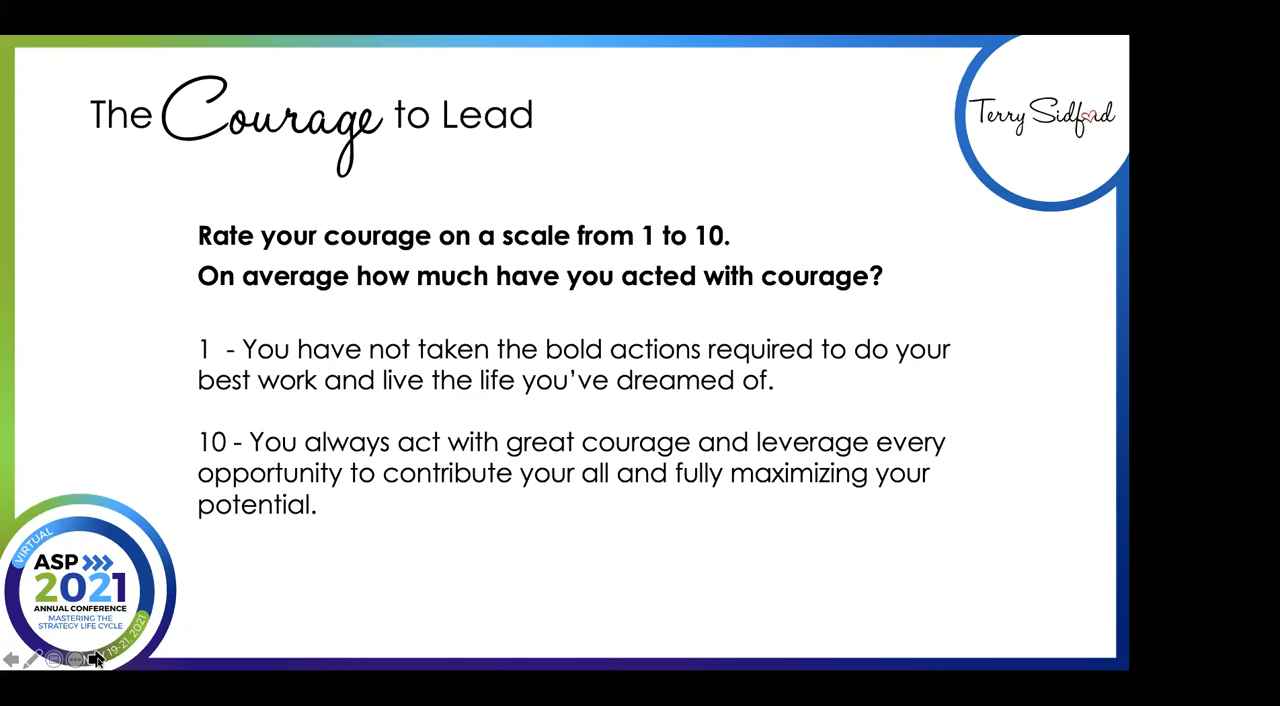 The Courage to Lead
Terry Sidford
Rate your courage on a scale from 1 to 10.
On average how much have you acted with courage?
1 - You have not taken the bold actions required to do your
best work and live the life you've dreamed of.
10 - You always act with great courage and leverage every
opportunity to contribute your all and fully maximizing your
potential.
VIRTUAL
ASP
2021
ANNUAL CONFERENCE
MASTERING THE
STRATEGY LIFE CYCLE
19-21, 2021